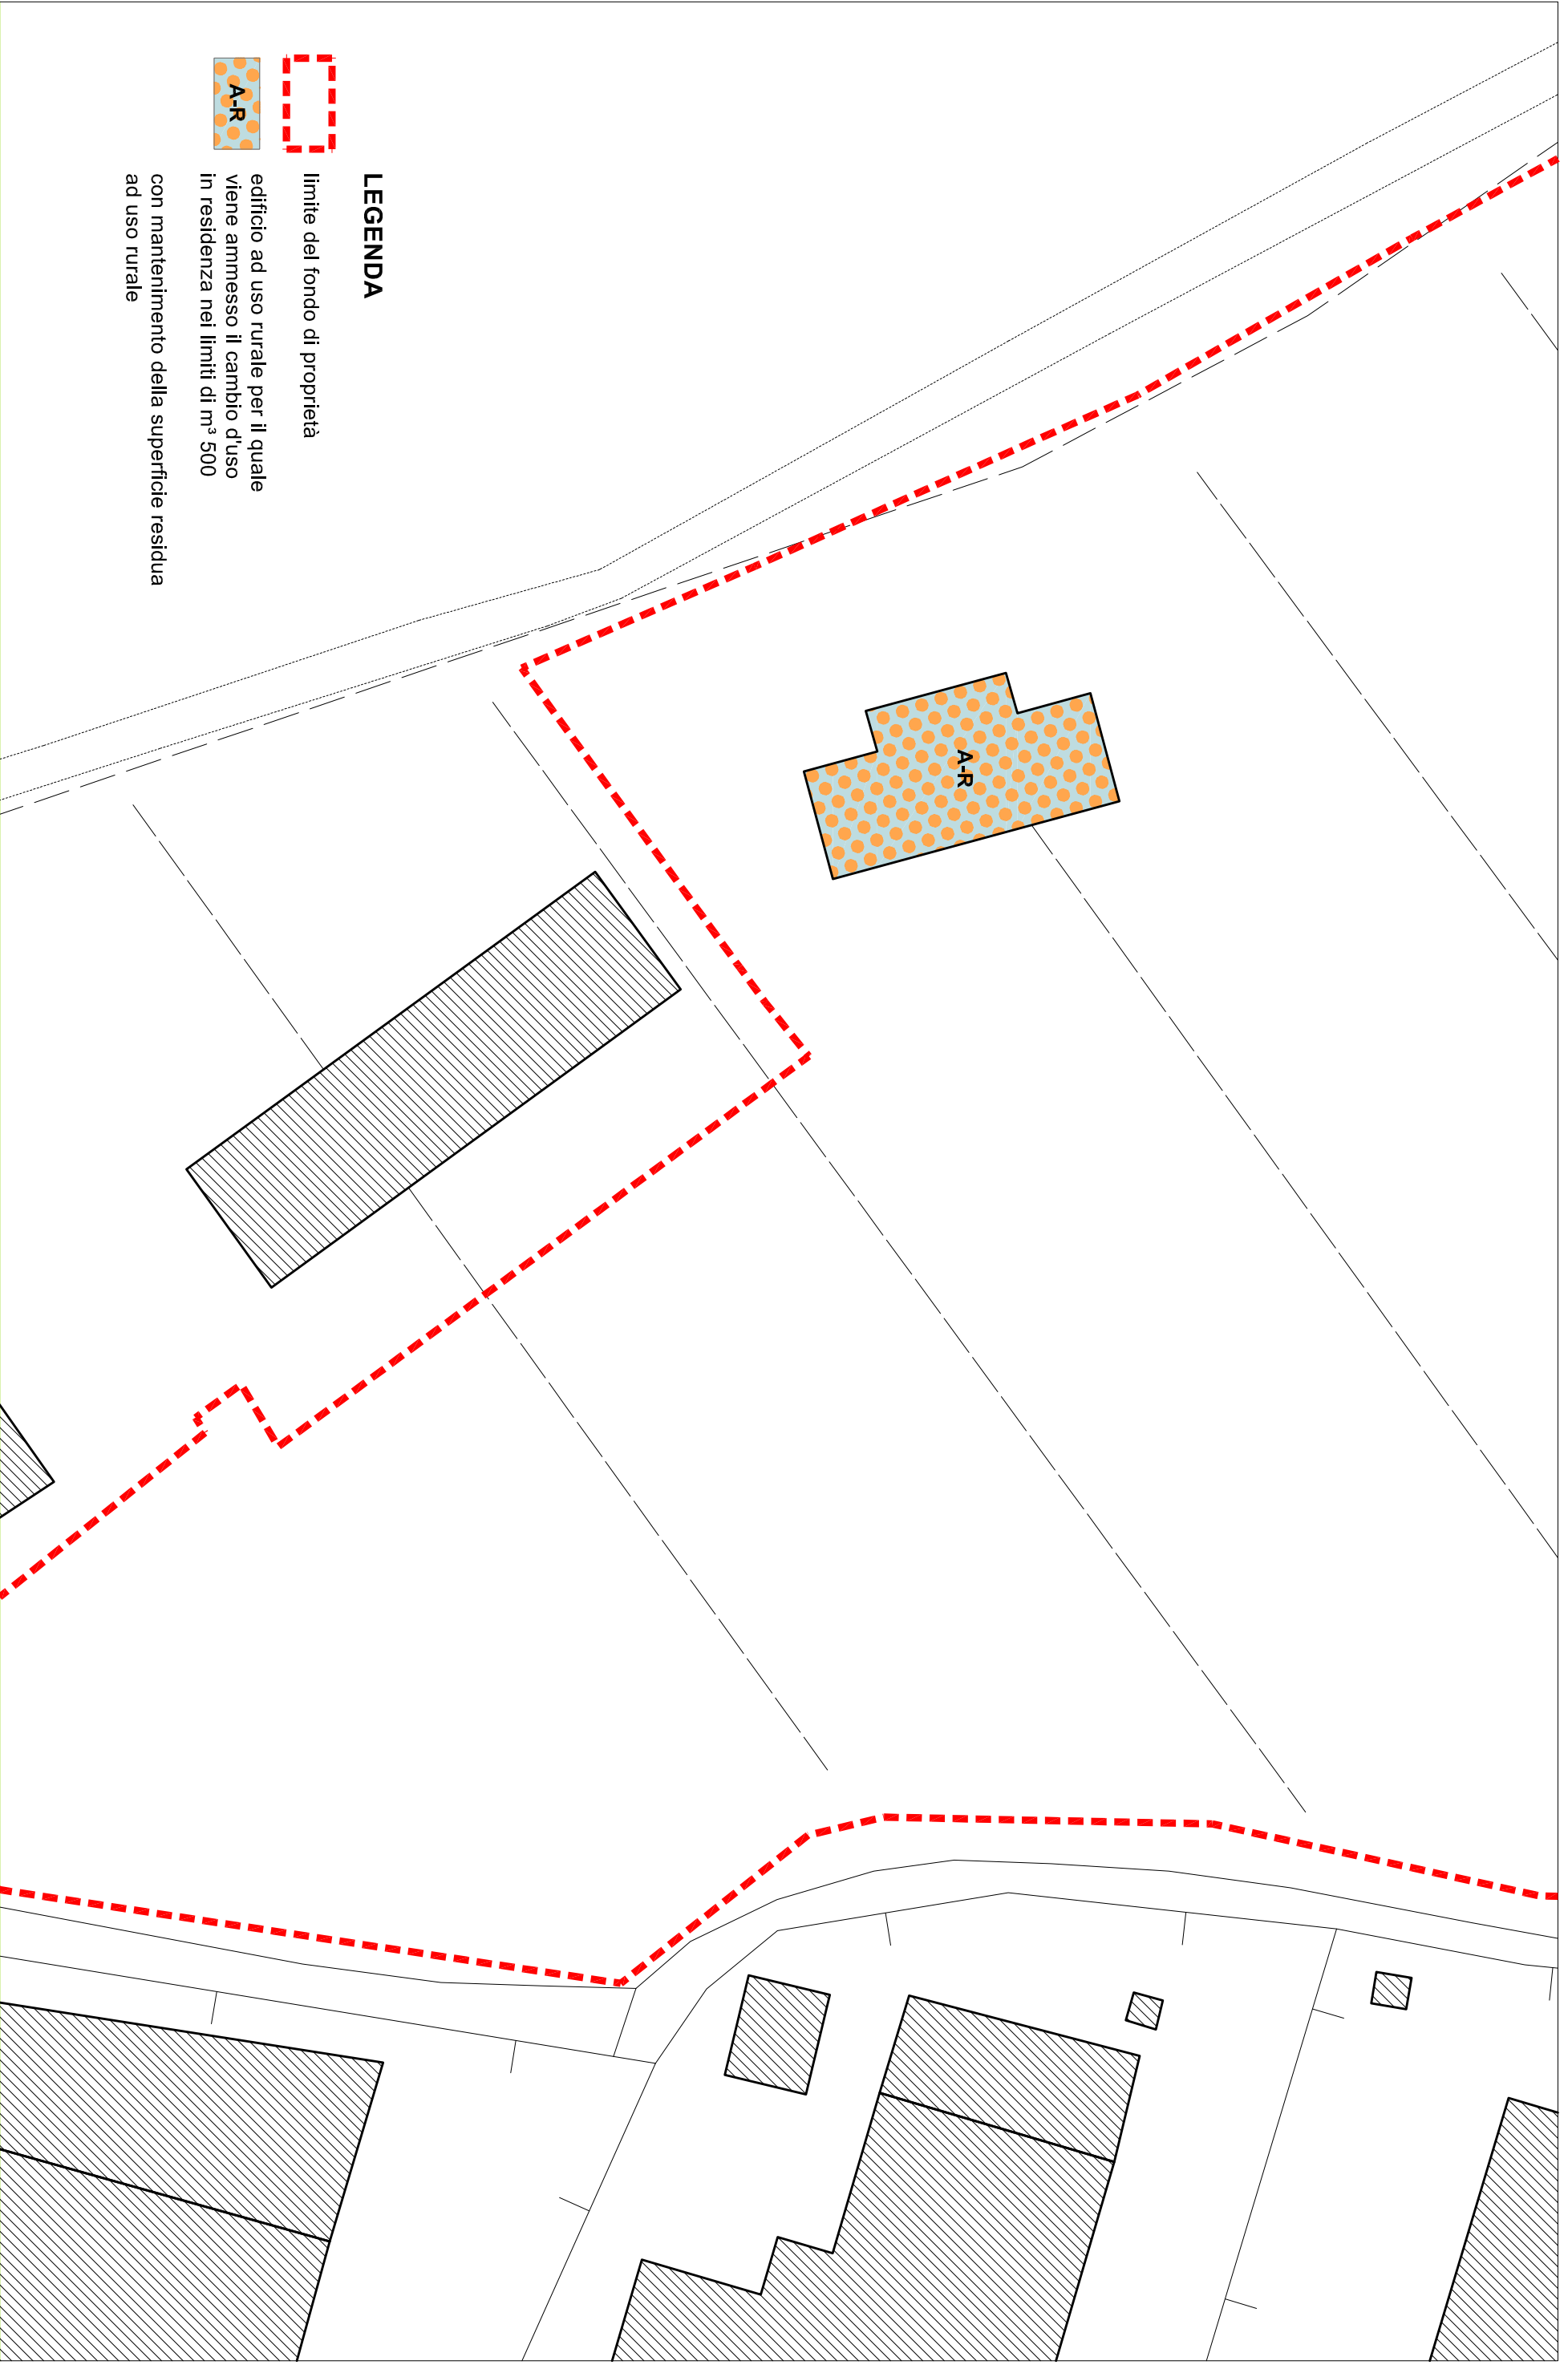 LEGENDA
limite del fondo di proprietà
A-R
edificio ad uso rurale per il quale
viene ammesso il cambio d'uso
in residenza nei limiti di m³ 500
con mantenimento della superficie residua
ad uso rurale
A-R